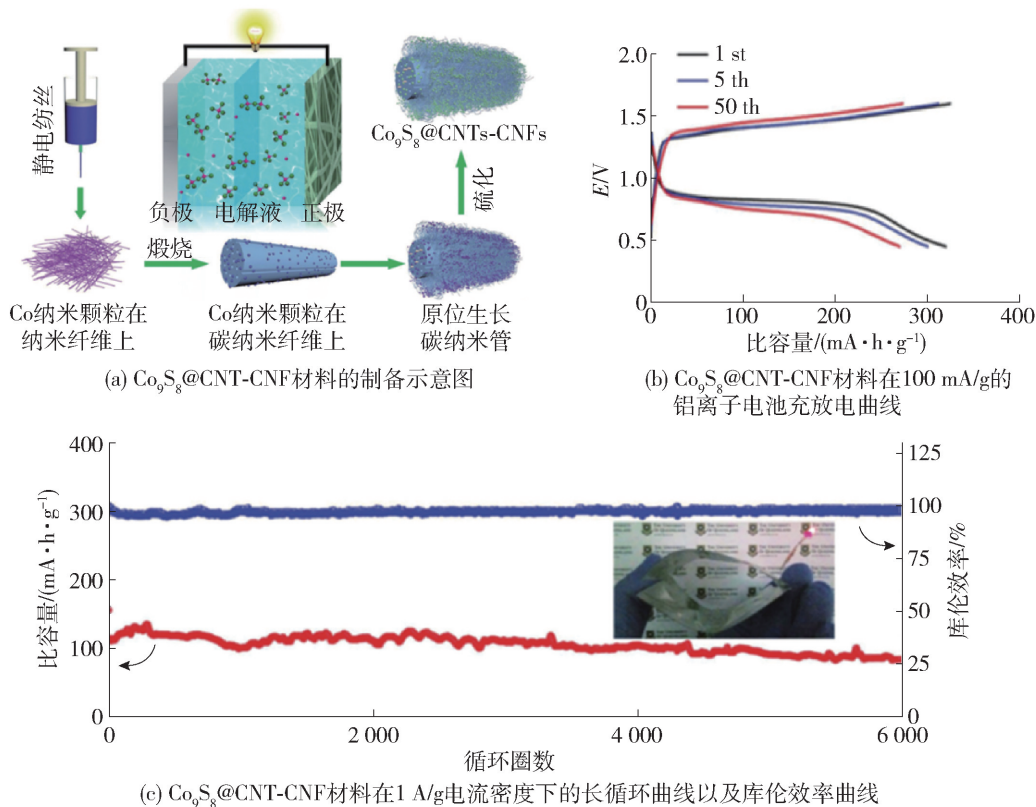 静电纺丝
负极 电解液 正极
Co₉S₈@CNTs-CNFs
硫化
煅烧
Co纳米颗粒在
纳米纤维上
Co纳米颗粒在
碳纳米纤维上
原位生长
碳纳米管
(a) Co₉S₈@CNT-CNF材料的制备示意图
1 st
5 th
50 th
2.0
1.5
1.0
0.5
0
E/V
0 100 200 300 400
比容量/(mA·h·g⁻¹)
(b) Co₉S₈@CNT-CNF材料在100 mA/g的
铝离子电池充放电曲线
400
300
200
100
0
比容量/(mA·h·g⁻¹)
125
100
75
50
25
0
库伦效率/%
THE UNIVERSITY
OF QUEENSLAND
0 2 000 4 000 6 000
循环圈数
(c) Co₉S₈@CNT-CNF材料在1 A/g电流密度下的长循环曲线以及库伦效率曲线